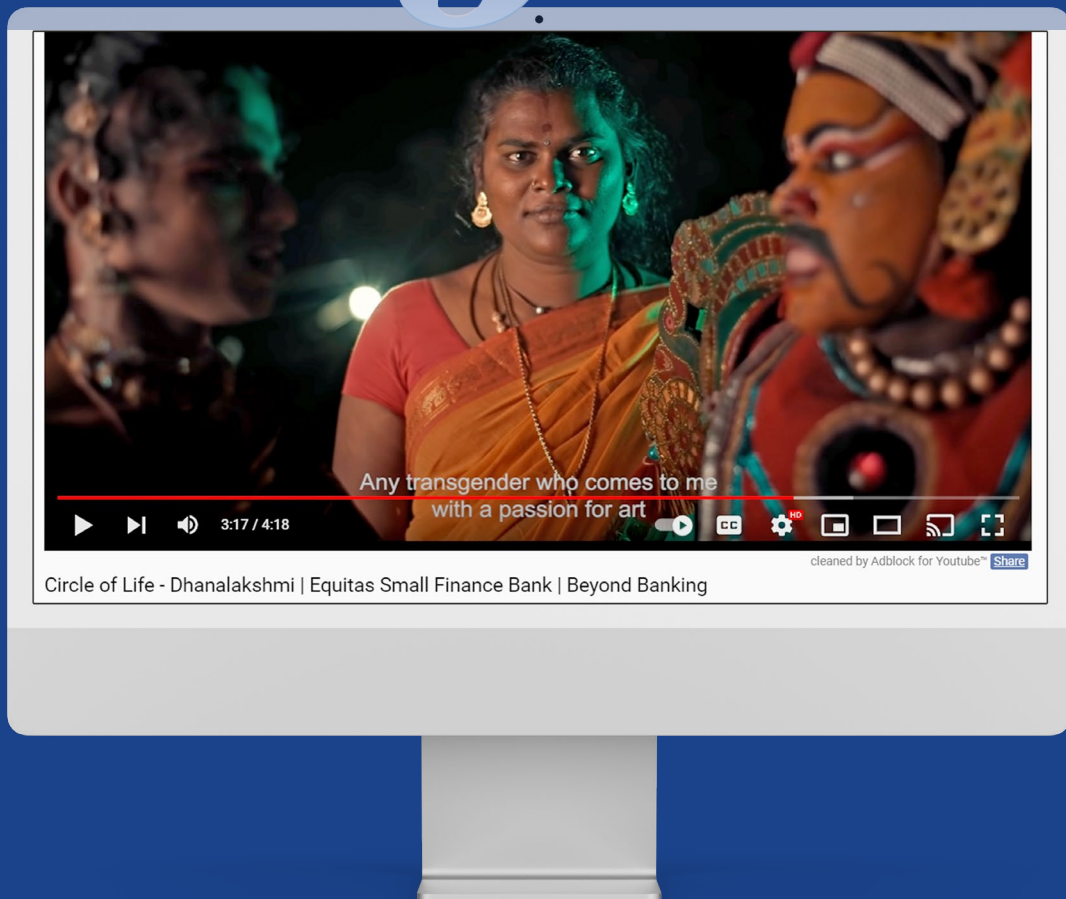 Any transgender who comes to me
with a passion for art
3:17 / 4:18
CC
HD
cleaned by Adblock for Youtube™ Share
Circle of Life - Dhanalakshmi | Equitas Small Finance Bank | Beyond Banking